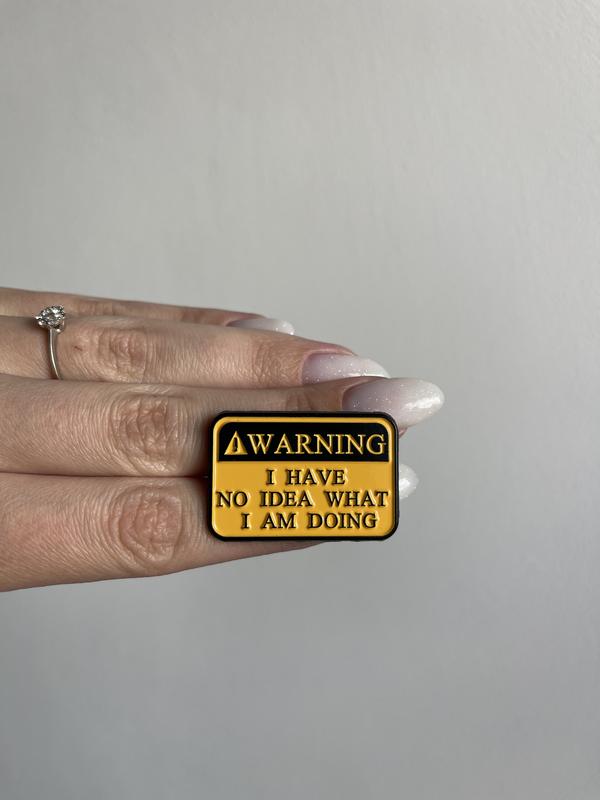 WARNING
I HAVE
NO IDEA WHAT
I AM DOING